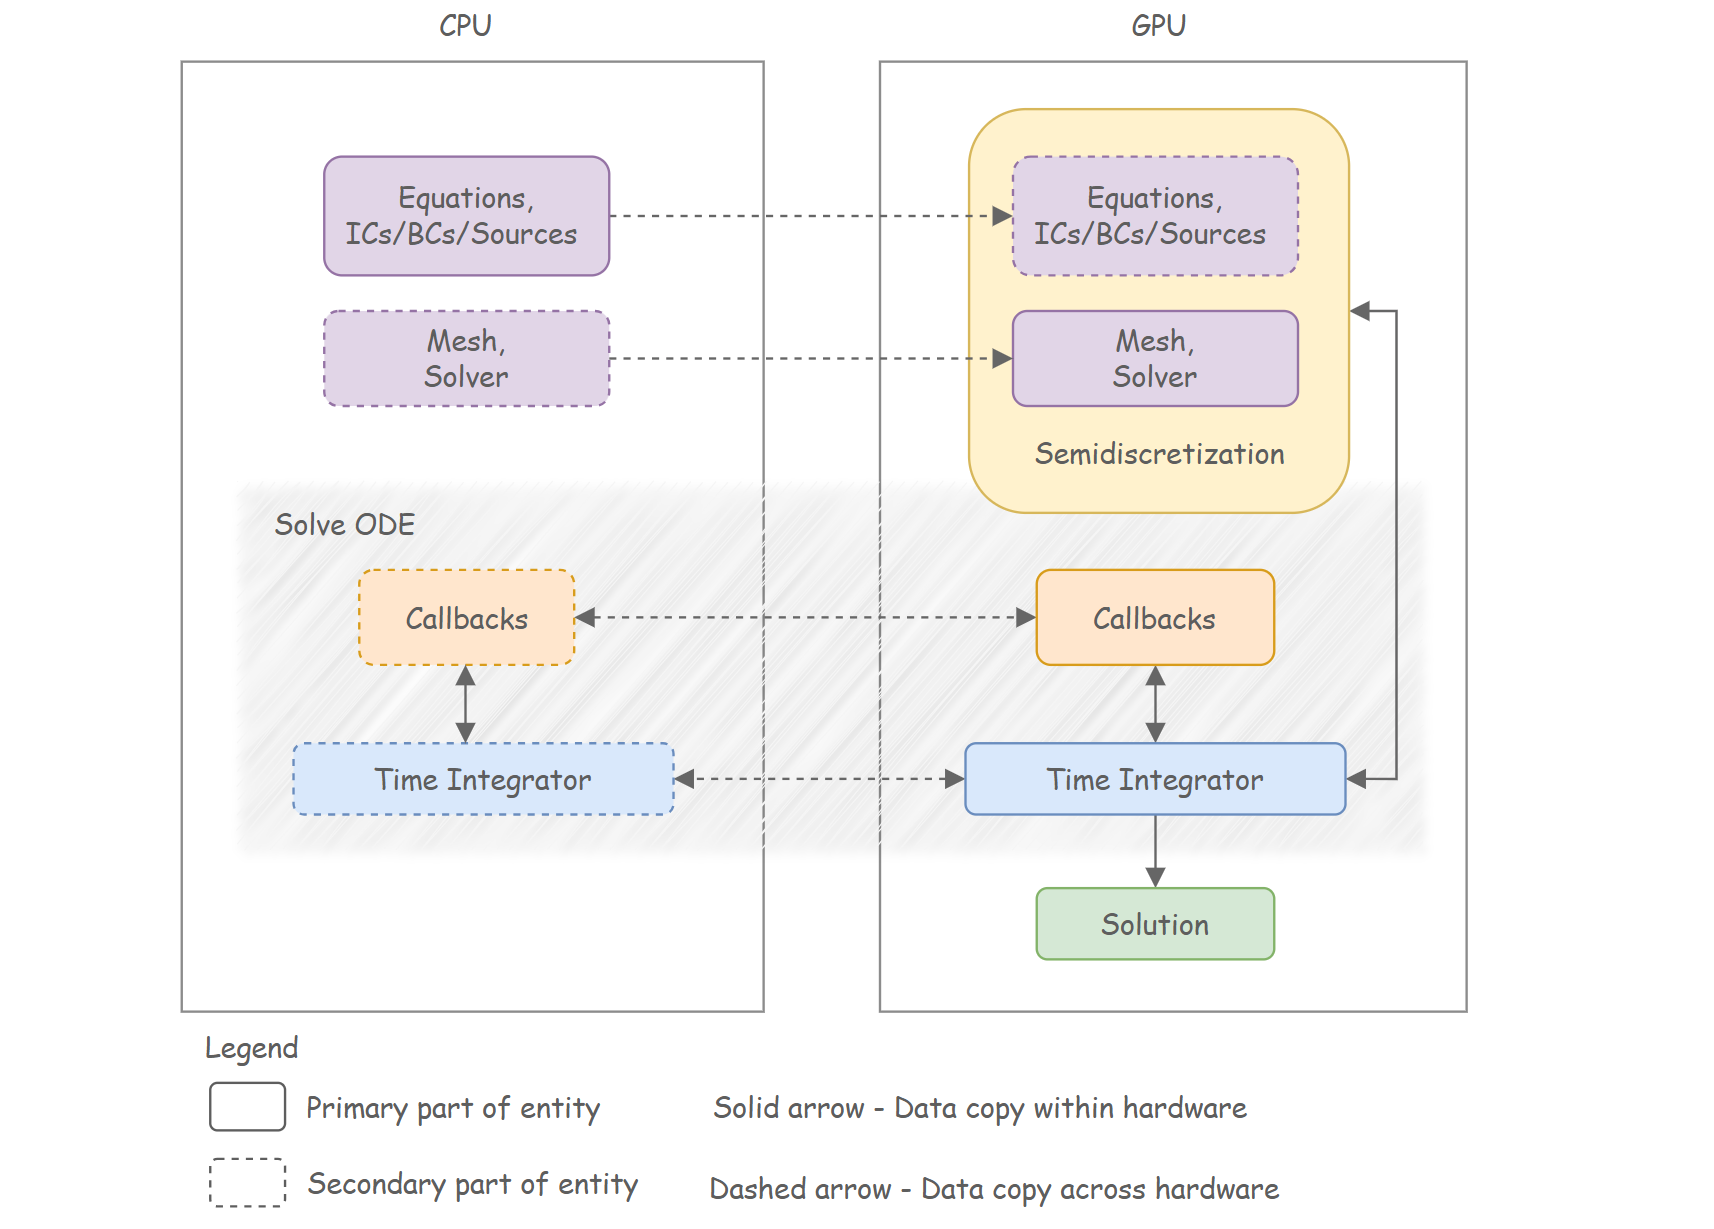 CPU
GPU
Equations,
ICs/BCs/Sources
Equations,
ICs/BCs/Sources
Mesh,
Solver
Mesh,
Solver
Semidiscretization
Solve ODE
Callbacks
Callbacks
Time Integrator
Time Integrator
Solution
Legend
Primary part of entity
Solid arrow - Data copy within hardware
Secondary part of entity
Dashed arrow - Data copy across hardware